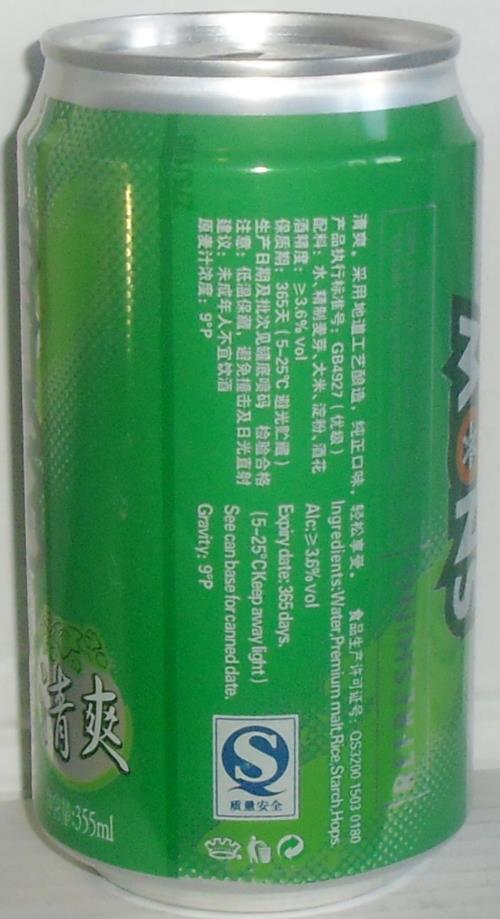 清爽，采用地道工艺酿造，纯正口味，轻松享受。 食品生产许可证号：QS3200 1503 0180
产品执行标准号：GB4927（优级） Ingredients:Water,Premium malt,Rice,Starch,Hops.
配料：水、精制麦芽、大米、淀粉、酒花
酒精度：≥3.6% vol Alc:≥3.6% vol
保质期：365天（5-25℃ 避光贮藏） Expiry date: 365 days.
生产日期及批次见罐底喷码 检验合格 (5-25°C Keep away light)
注意：低温保藏，避免撞击及日光直射 See can base for canned date.
建议：未成年人不宜饮酒
原麦汁浓度：9°P Gravity: 9°P
QS
质量安全
清爽
355ml
REFRESHING